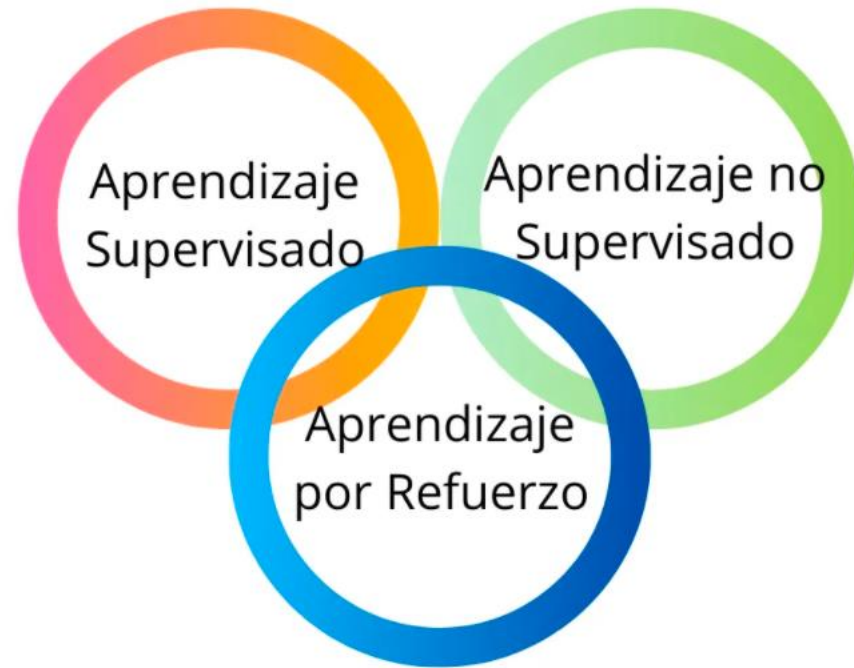 Aprendizaje
Supervisado
Aprendizaje no
Supervisado
Aprendizaje
por Refuerzo